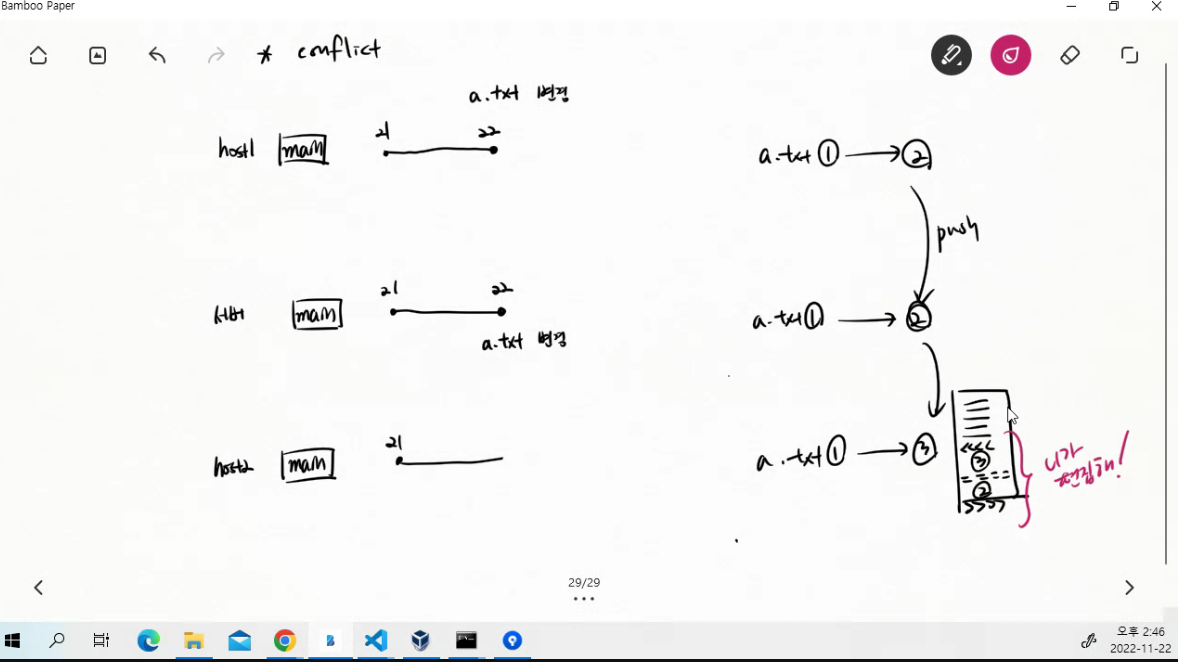 Bamboo Paper
* conflict
a.txt 변경
host1 main 21 22
a.txt ① → ②
push
서버 main 21 22
a.txt ① → ②
a.txt 변경
host2 main 21
a.txt ① → ③
<<<<
③
=====
②
>>>>>
니가
편집해!
29/29
오후 2:46
2022-11-22